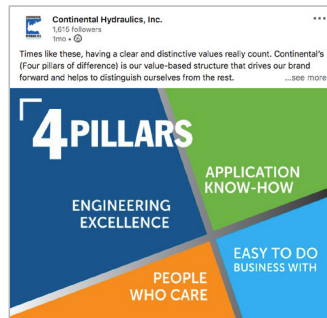 Continental Hydraulics, Inc.
1,615 followers
1mo •
Times like these, having a clear and distinctive values really count. Continental's
(Four pillars of difference) is our value-based structure that drives our brand
forward and helps to distinguish ourselves from the rest. ...see more
4PILLARS
APPLICATION
KNOW-HOW
ENGINEERING
EXCELLENCE
EASY TO DO
BUSINESS WITH
PEOPLE
WHO CARE